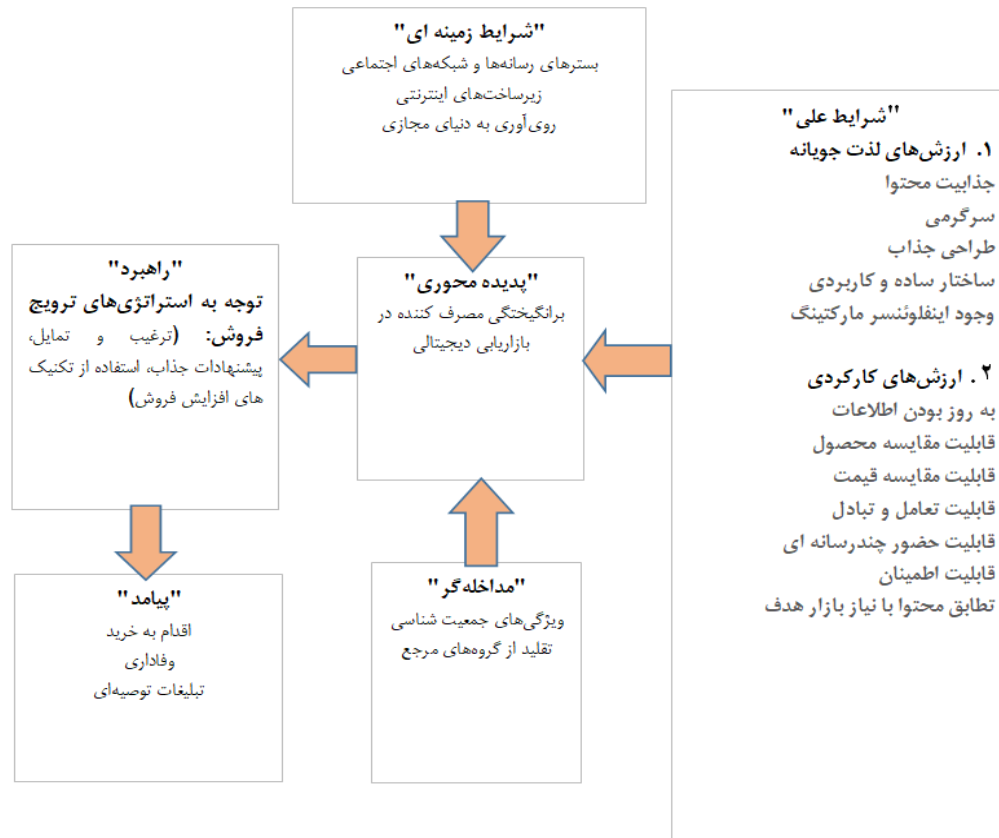 "شرایط زمینه ای"
بسترهای رسانه‌ها و شبکه‌های اجتماعی
زیرساخت‌های اینترنتی
روی‌آوری به دنیای مجازی
"شرایط علی"
۱. ارزش‌های لذت جویانه
جذابیت محتوا
سرگرمی
طراحی جذاب
ساختار ساده و کاربردی
وجود اینفلوئنسر مارکتینگ
۲. ارزش‌های کارکردی
به روز بودن اطلاعات
قابلیت مقایسه محصول
قابلیت مقایسه قیمت
قابلیت تعامل و تبادل
قابلیت حضور چندرسانه ای
قابلیت اطمینان
تطابق محتوا با نیاز بازار هدف
"پدیده محوری"
برانگیختگی مصرف کننده در
بازاریابی دیجیتالی
"راهبرد"
توجه به استراتژی‌های ترویج
فروش: (ترغیب و تمایل،
پیشنهادات جذاب، استفاده از تکنیک
های افزایش فروش)
"مداخله‌گر"
ویژگی‌های جمعیت شناسی
تقلید از گروه‌های مرجع
"پیامد"
اقدام به خرید
وفاداری
تبلیغات توصیه‌ای